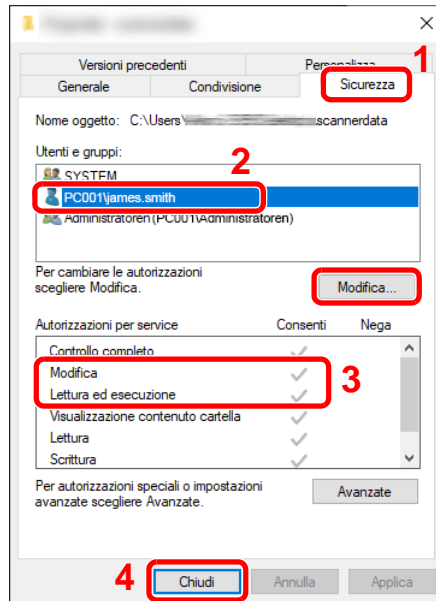 1
Versioni precedenti Personalizza
Generale Condivisione Sicurezza
Nome oggetto: C:\Users\ scannerdata
Utenti e gruppi:
2
SYSTEM
PC001\james.smith
Administratoren (PC001\Administratoren)
Per cambiare le autorizzazioni
scegliere Modifica.
Modifica...
Autorizzazioni per service Consenti Nega
Controllo completo
Modifica
3
Lettura ed esecuzione
Visualizzazione contenuto cartella
Lettura
Scrittura
Per autorizzazioni speciali o impostazioni
avanzate scegliere Avanzate.
Avanzate
4 Chiudi Annulla Applica